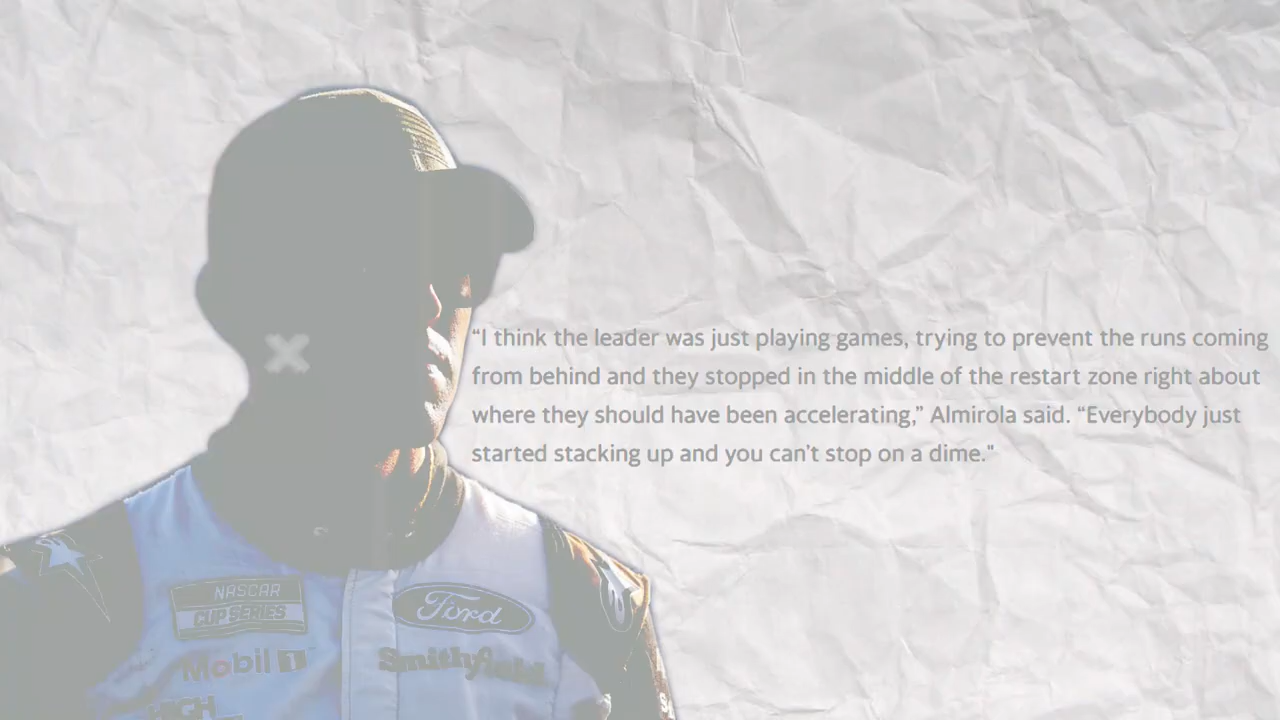 “I think the leader was just playing games, trying to prevent the runs coming
from behind and they stopped in the middle of the restart zone right about
where they should have been accelerating,” Almirola said. “Everybody just
started stacking up and you can't stop on a dime."
NASCAR
CUP SERIES
Ford
Mobil 1
Smithfield
HIGH